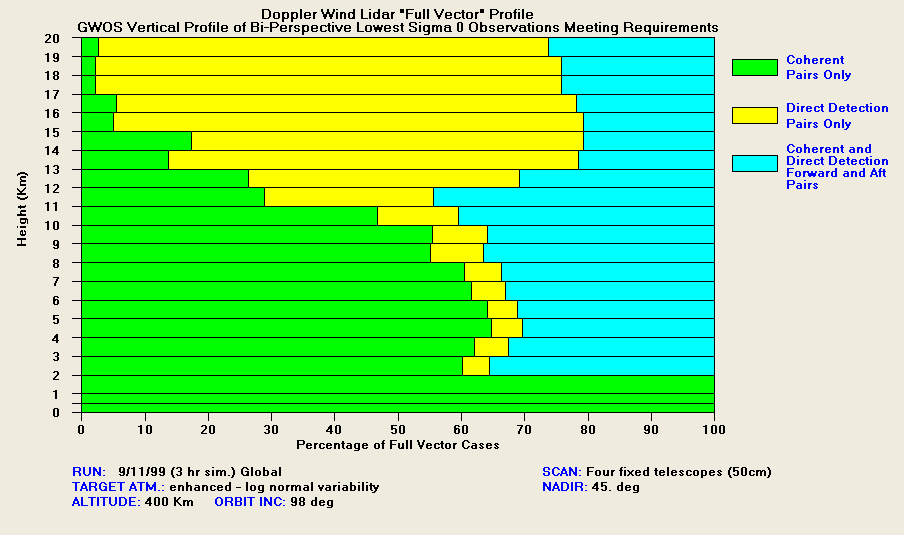 Doppler Wind Lidar "Full Vector" Profile
GWOS Vertical Profile of Bi-Perspective Lowest Sigma 0 Observations Meeting Requirements
20
19
18
17
16
15
14
13
12
11
10
9
8
7
6
5
4
3
2
1
0
Height (Km)
0 10 20 30 40 50 60 70 80 90 100
Percentage of Full Vector Cases
Coherent
Pairs Only
Direct Detection
Pairs Only
Coherent and
Direct Detection
Forward and Aft
Pairs
RUN: 9/11/99 (3 hr sim.) Global
TARGET ATM.: enhanced - log normal variability
ALTITUDE: 400 Km ORBIT INC: 98 deg
SCAN: Four fixed telescopes (50cm)
NADIR: 45. deg